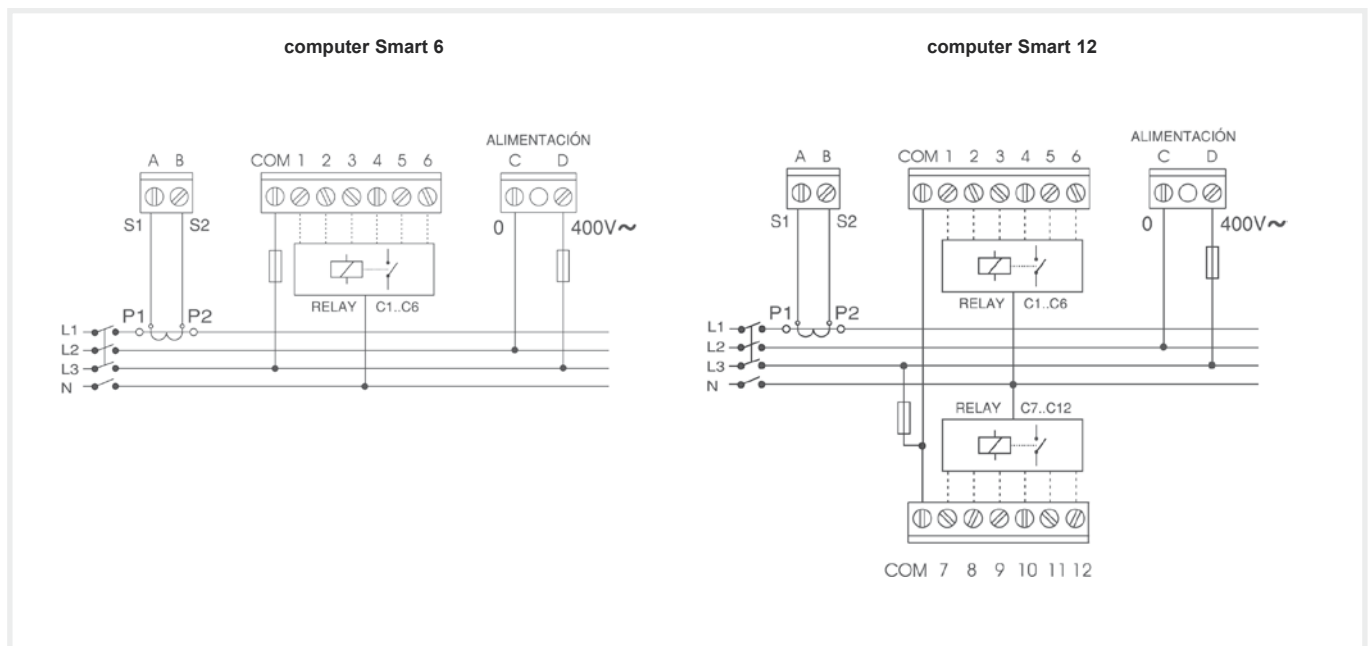 computer Smart 6
ALIMENTACIÓN
A B
COM 1 2 3 4 5 6
C D
S1 S2
0 400V~
RELAY C1..C6
P1 P2
L1
L2
L3
N
computer Smart 12
ALIMENTACIÓN
A B
COM 1 2 3 4 5 6
C D
S1 S2
0 400V~
RELAY C1..C6
P1 P2
L1
L2
L3
N
RELAY C7..C12
COM 7 8 9 10 11 12